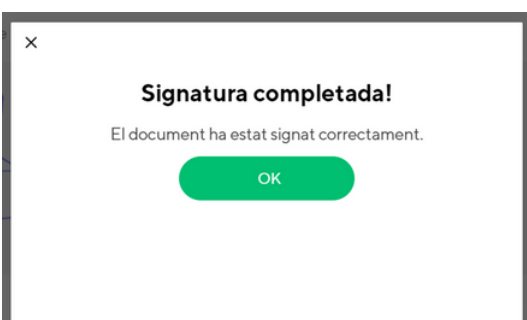 Signatura completada!
El document ha estat signat correctament.
OK